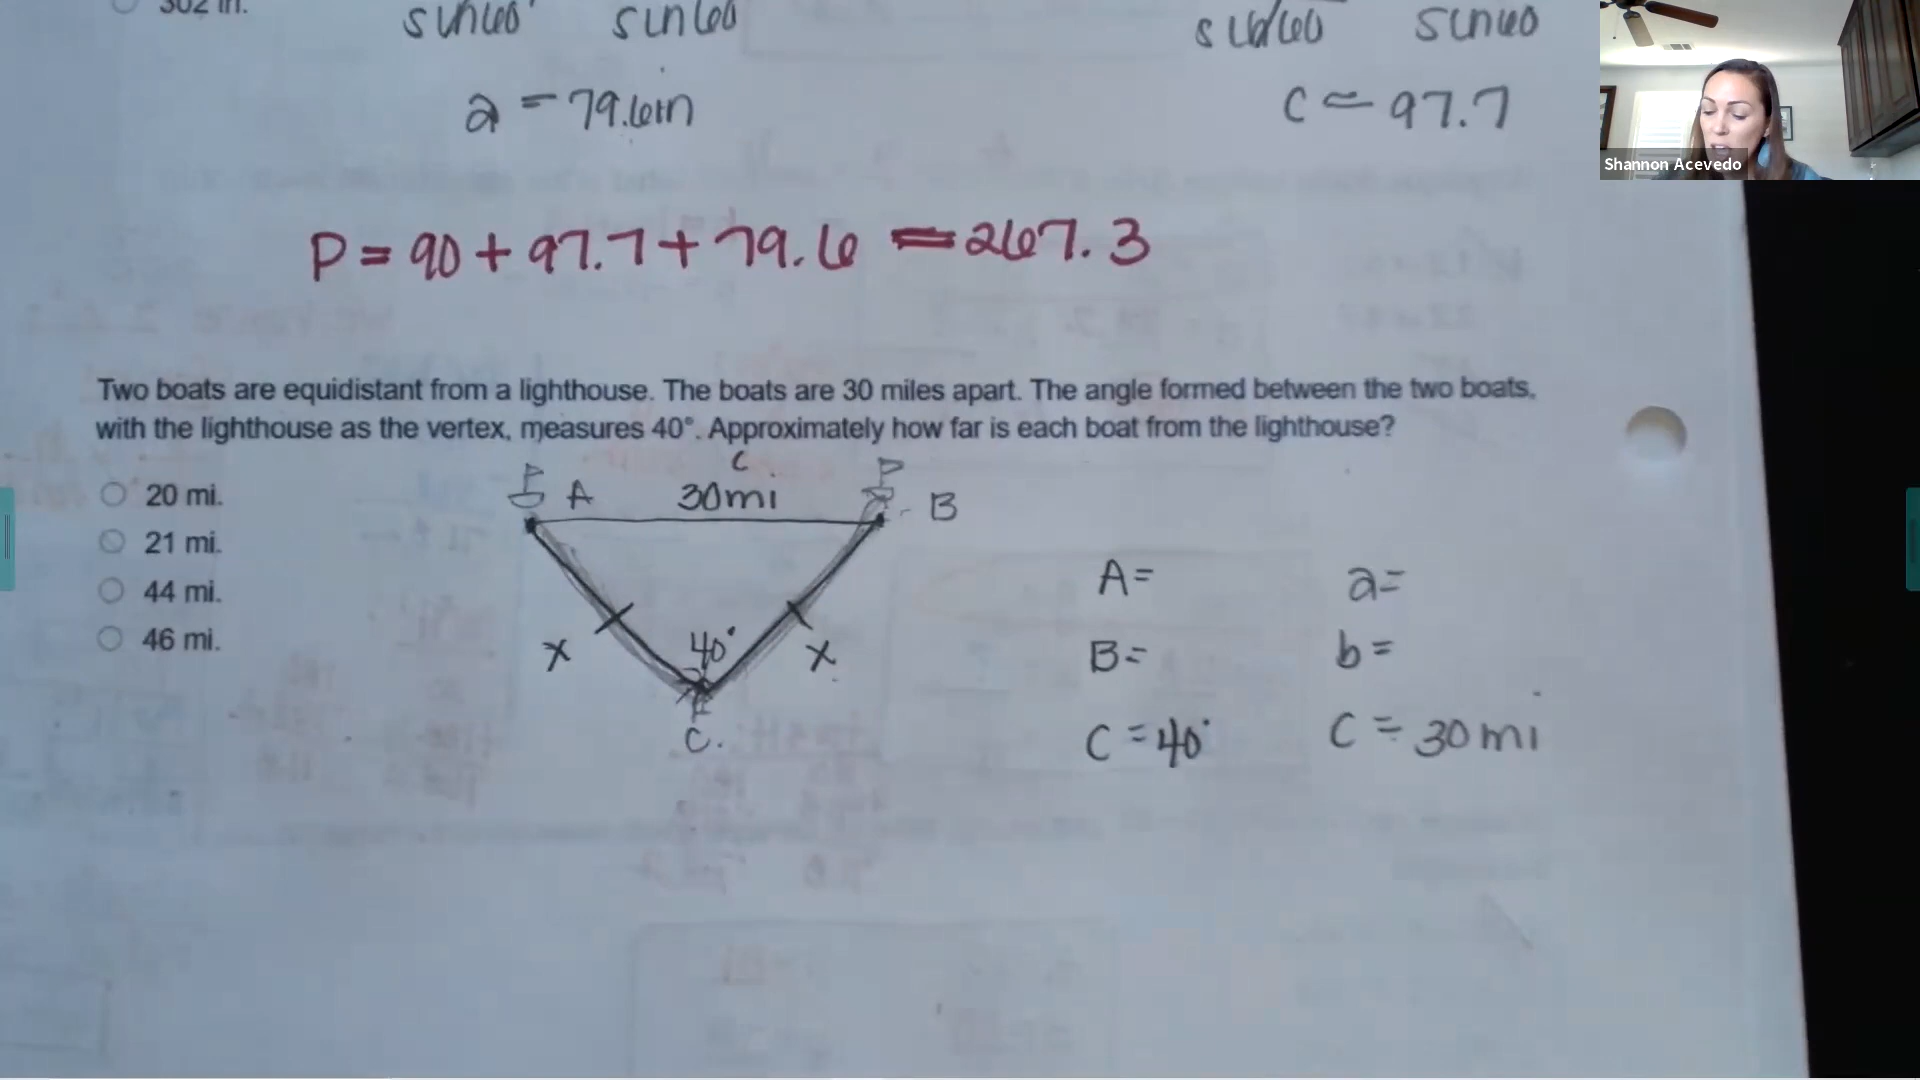 302 in.
sin60° sin60
sin60 sin60
a = 79.6in
c ≈ 97.7
Shannon Acevedo
P = 90 + 97.7 + 79.6 = 267.3
Two boats are equidistant from a lighthouse. The boats are 30 miles apart. The angle formed between the two boats,
with the lighthouse as the vertex, measures 40°. Approximately how far is each boat from the lighthouse?
c
20 mi.
21 mi.
44 mi.
46 mi.
A 30mi B
x 40° x
C.
A= a=
B= b=
C = 40° C = 30 mi